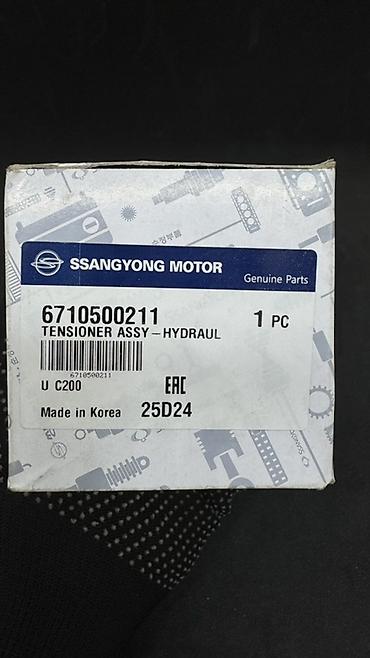 SSANGYONG MOTOR
Genuine Parts
6710500211
1 PC
TENSIONER ASSY-HYDRAUL
6710500211
U C200
EAC
Made in Korea
25D24